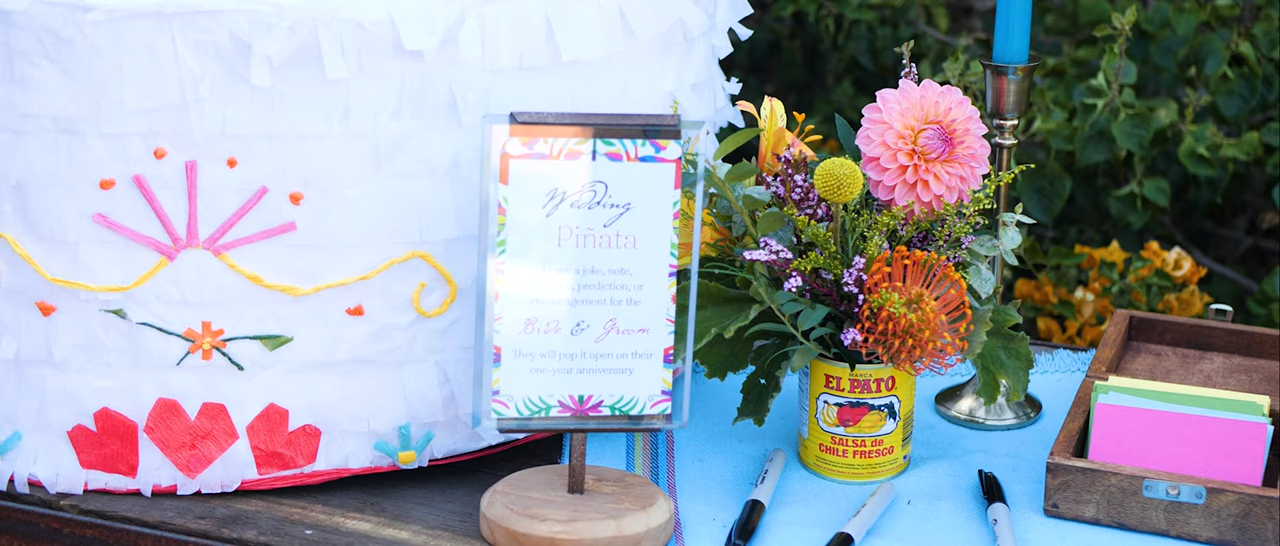 Wedding
Piñata
a joke, note,
prediction, or
for the
Bride & Groom
They will pop it open on their
one-year anniversary
MARCA
EL PATO
SALSA de
CHILE FRESCO